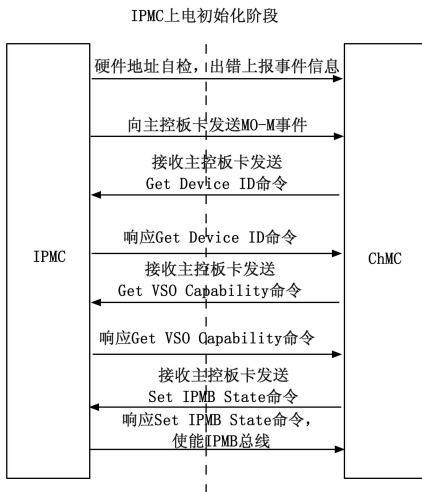 IPMC上电初始化阶段
硬件地址自检，出错上报事件信息
向主控板卡发送MO-M事件
接收主控板卡发送
Get Device ID命令
响应Get Device ID命令
IPMC
ChMC
接收主控板卡发送
Get VSO Capability命令
响应Get VSO Capability命令
接收主控板卡发送
Set IPMB State命令
响应Set IPMB State命令，
使能IPMB总线